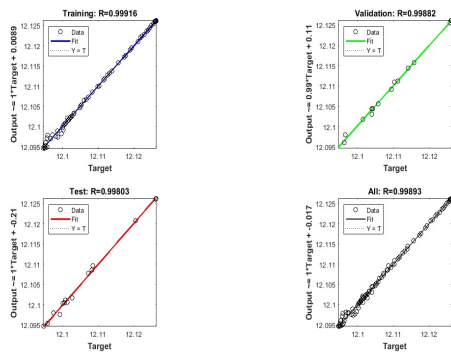 Training: R=0.99916
Output ~= 1*Target + 0.0089
12.125
12.12
12.115
12.11
12.105
12.1
12.095
Data
Fit
Y = T
12.1 12.11 12.12
Target
Validation: R=0.99882
Output ~= 0.99*Target + 0.11
12.125
12.12
12.115
12.11
12.105
12.1
12.095
Data
Fit
Y = T
12.1 12.11 12.12
Target
Test: R=0.99803
Output ~= 1*Target + -0.21
12.125
12.12
12.115
12.11
12.105
12.1
12.095
Data
Fit
Y = T
12.1 12.11 12.12
Target
All: R=0.99893
Output ~= 1*Target + -0.017
12.125
12.12
12.115
12.11
12.105
12.1
12.095
Data
Fit
Y = T
12.1 12.11 12.12
Target